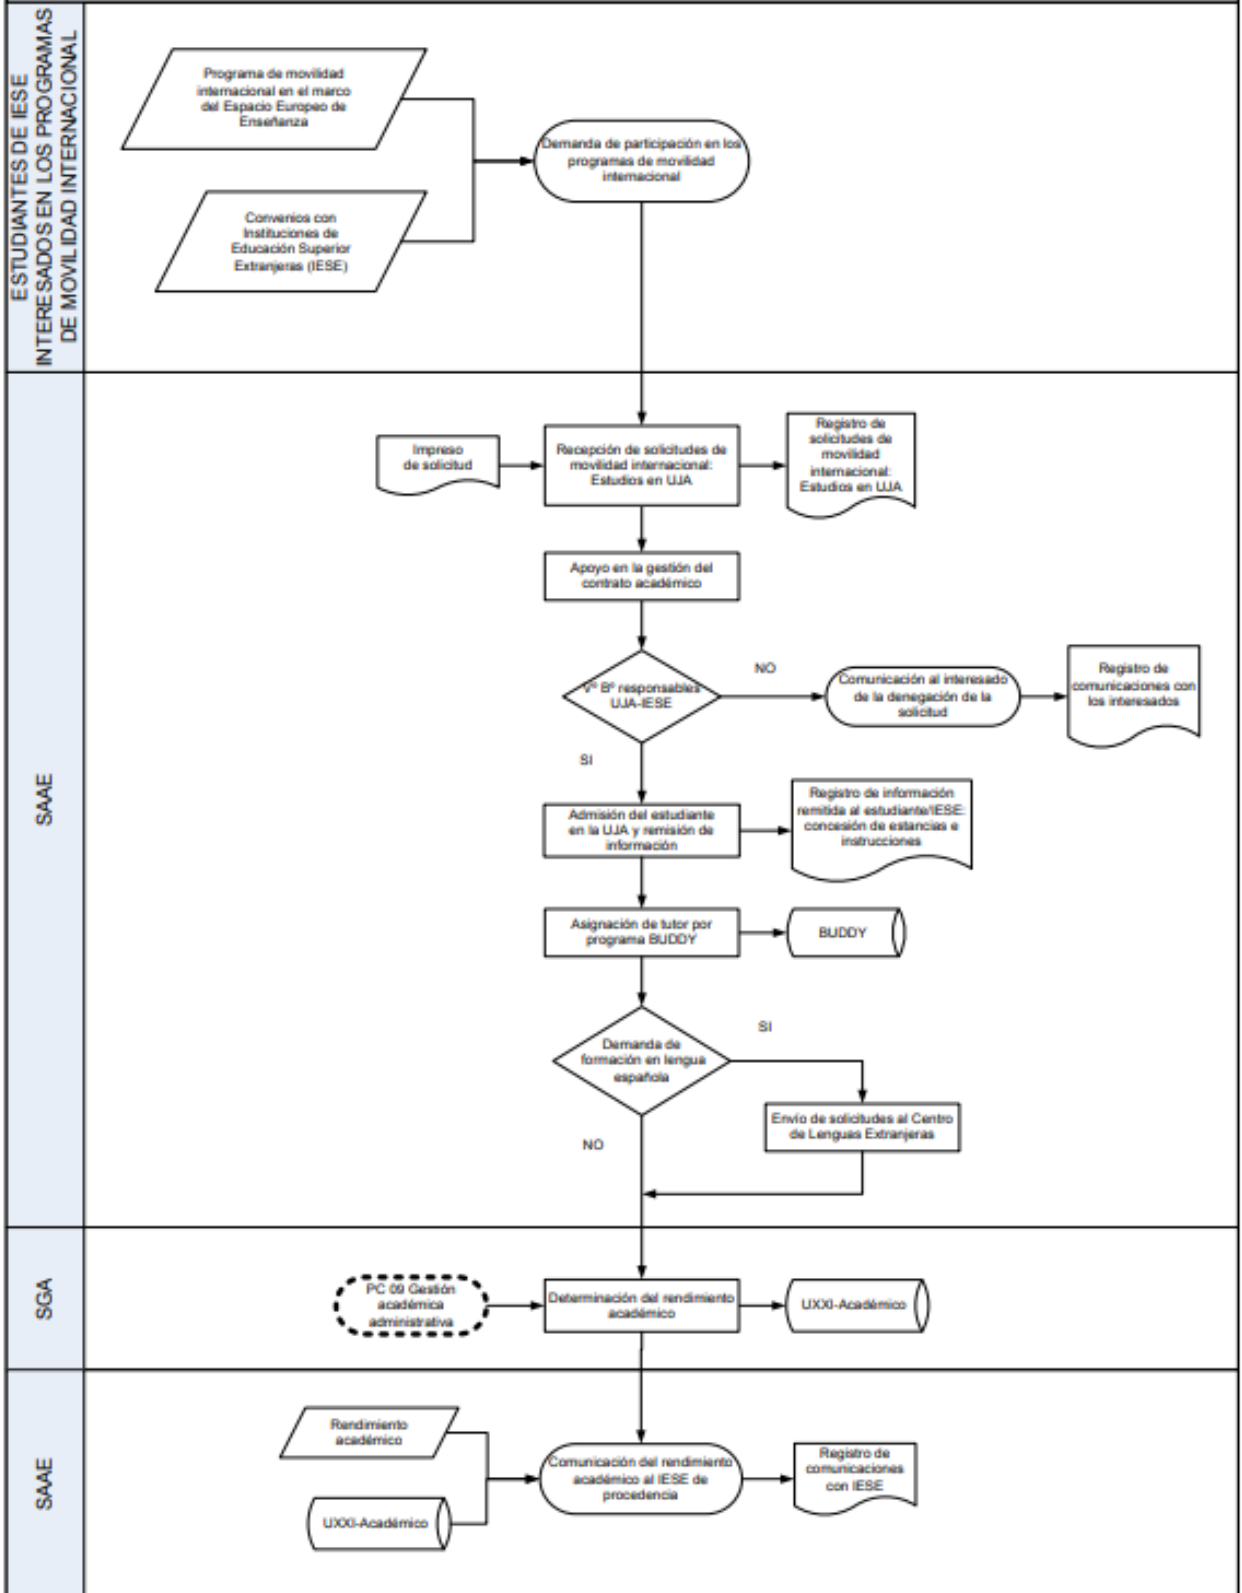 ESTUDIANTES DE IESE
INTERESADOS EN LOS PROGRAMAS
DE MOVILIDAD INTERNACIONAL
Programa de movilidad
internacional en el marco
del Espacio Europeo de
Enseñanza
Demanda de participación en los
programas de movilidad
internacional
Convenios con
Instituciones de
Educación Superior
Extranjeras (IESE)
SAAE
Impreso
de solicitud
Recepción de solicitudes de
movilidad internacional:
Estudios en UJA
Registro de
solicitudes de
movilidad
internacional:
Estudios en UJA
Apoyo en la gestión del
contrato académico
Vº Bº responsables
UJA-IESE
NO
Comunicación al interesado
de la denegación de la
solicitud
Registro de
comunicaciones con
los interesados
SI
Admisión del estudiante
en la UJA y remisión de
información
Registro de información
remitida al estudiante/IESE:
concesión de estancias e
instrucciones
Asignación de tutor por
programa BUDDY
BUDDY
Demanda de
formación en lengua
española
SI
Envío de solicitudes al Centro
de Lenguas Extranjeras
NO
SGA
PC 09 Gestión
académica
administrativa
Determinación del rendimiento
académico
UXXI-Académico
SAAE
Rendimiento
académico
UXXI-Académico
Comunicación del rendimiento
académico al IESE de
procedencia
Registro de
comunicaciones
con IESE